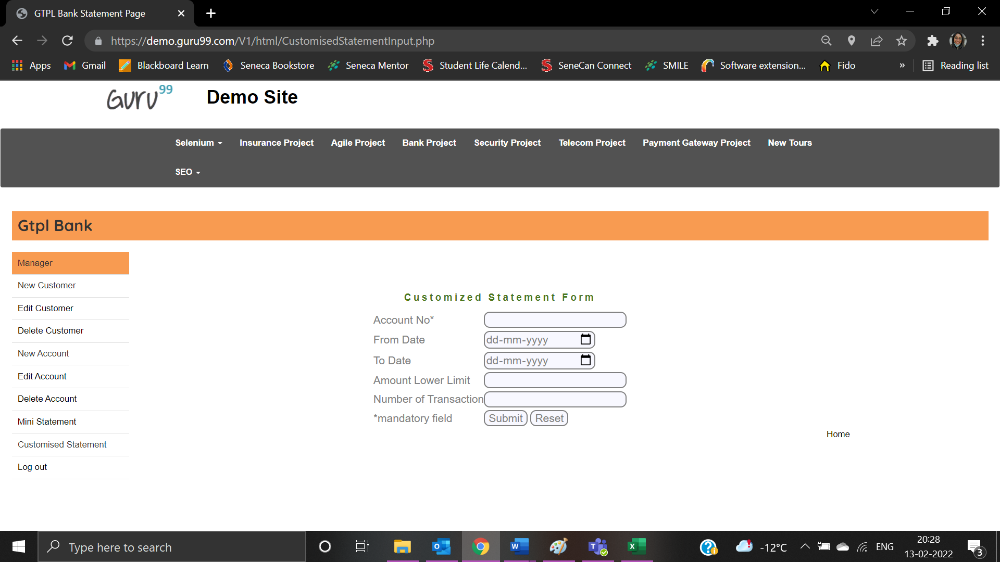 GTPL Bank Statement Page
https://demo.guru99.com/V1/html/CustomisedStatementInput.php
Apps Gmail Blackboard Learn Seneca Bookstore Seneca Mentor Student Life Calend... SeneCan Connect SMILE Software extension... Fido » Reading list
Guru99 Demo Site
Selenium Insurance Project Agile Project Bank Project Security Project Telecom Project Payment Gateway Project New Tours
SEO
Gtpl Bank
Manager
New Customer
Edit Customer
Delete Customer
New Account
Edit Account
Delete Account
Mini Statement
Customised Statement
Log out
Customized Statement Form
Account No*
From Date dd-mm-yyyy
To Date dd-mm-yyyy
Amount Lower Limit
Number of Transaction
*mandatory field Submit Reset
Home
Type here to search
-12°C ENG
20:28
13-02-2022
3